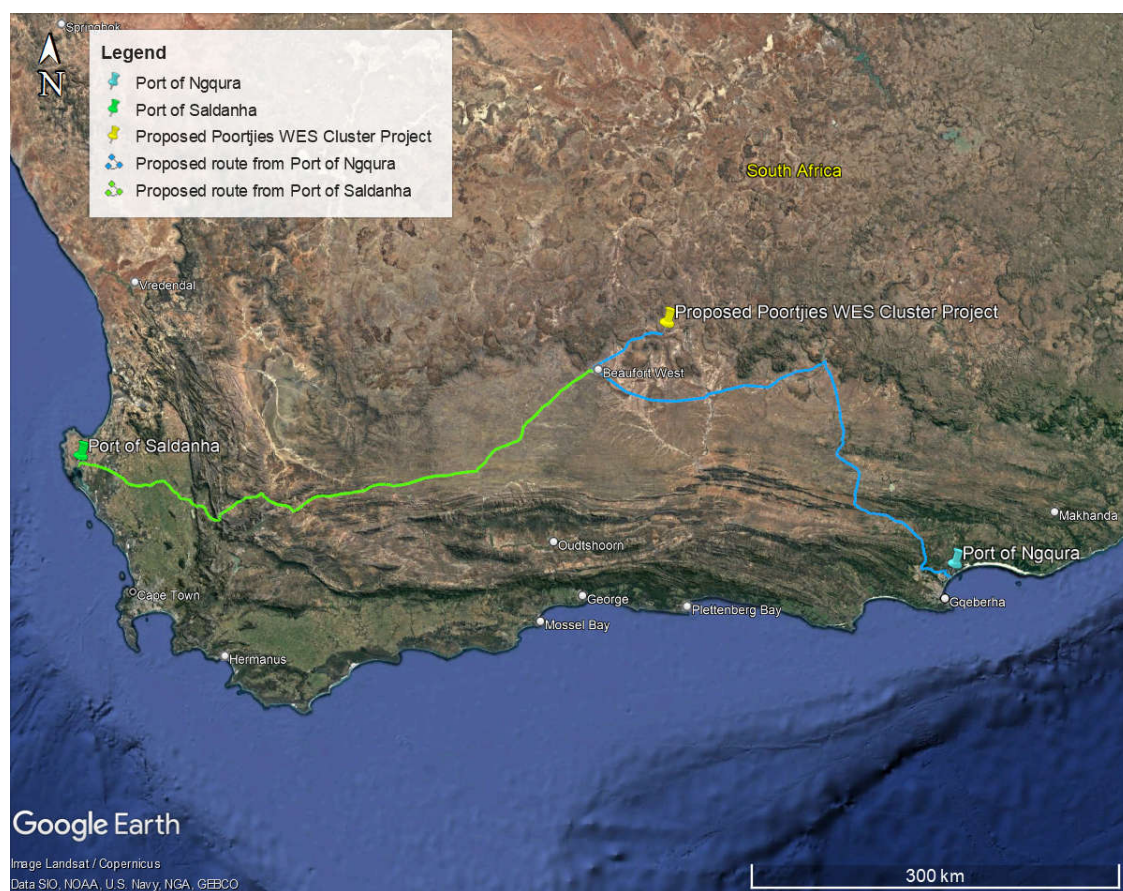 Springbok
N
Legend
Port of Ngqura
Port of Saldanha
Proposed Poortjies WES Cluster Project
Proposed route from Port of Ngqura
Proposed route from Port of Saldanha
South Africa
Vredendal
Proposed Poortjies WES Cluster Project
Beaufort West
Port of Saldanha
Makhanda
Oudtshoorn
Port of Ngqura
Cape Town
George
Gqeberha
Plettenberg Bay
Mossel Bay
Hermanus
Google Earth
Image Landsat / Copernicus
Data SIO, NOAA, U.S. Navy, NGA, GEBCO
300 km